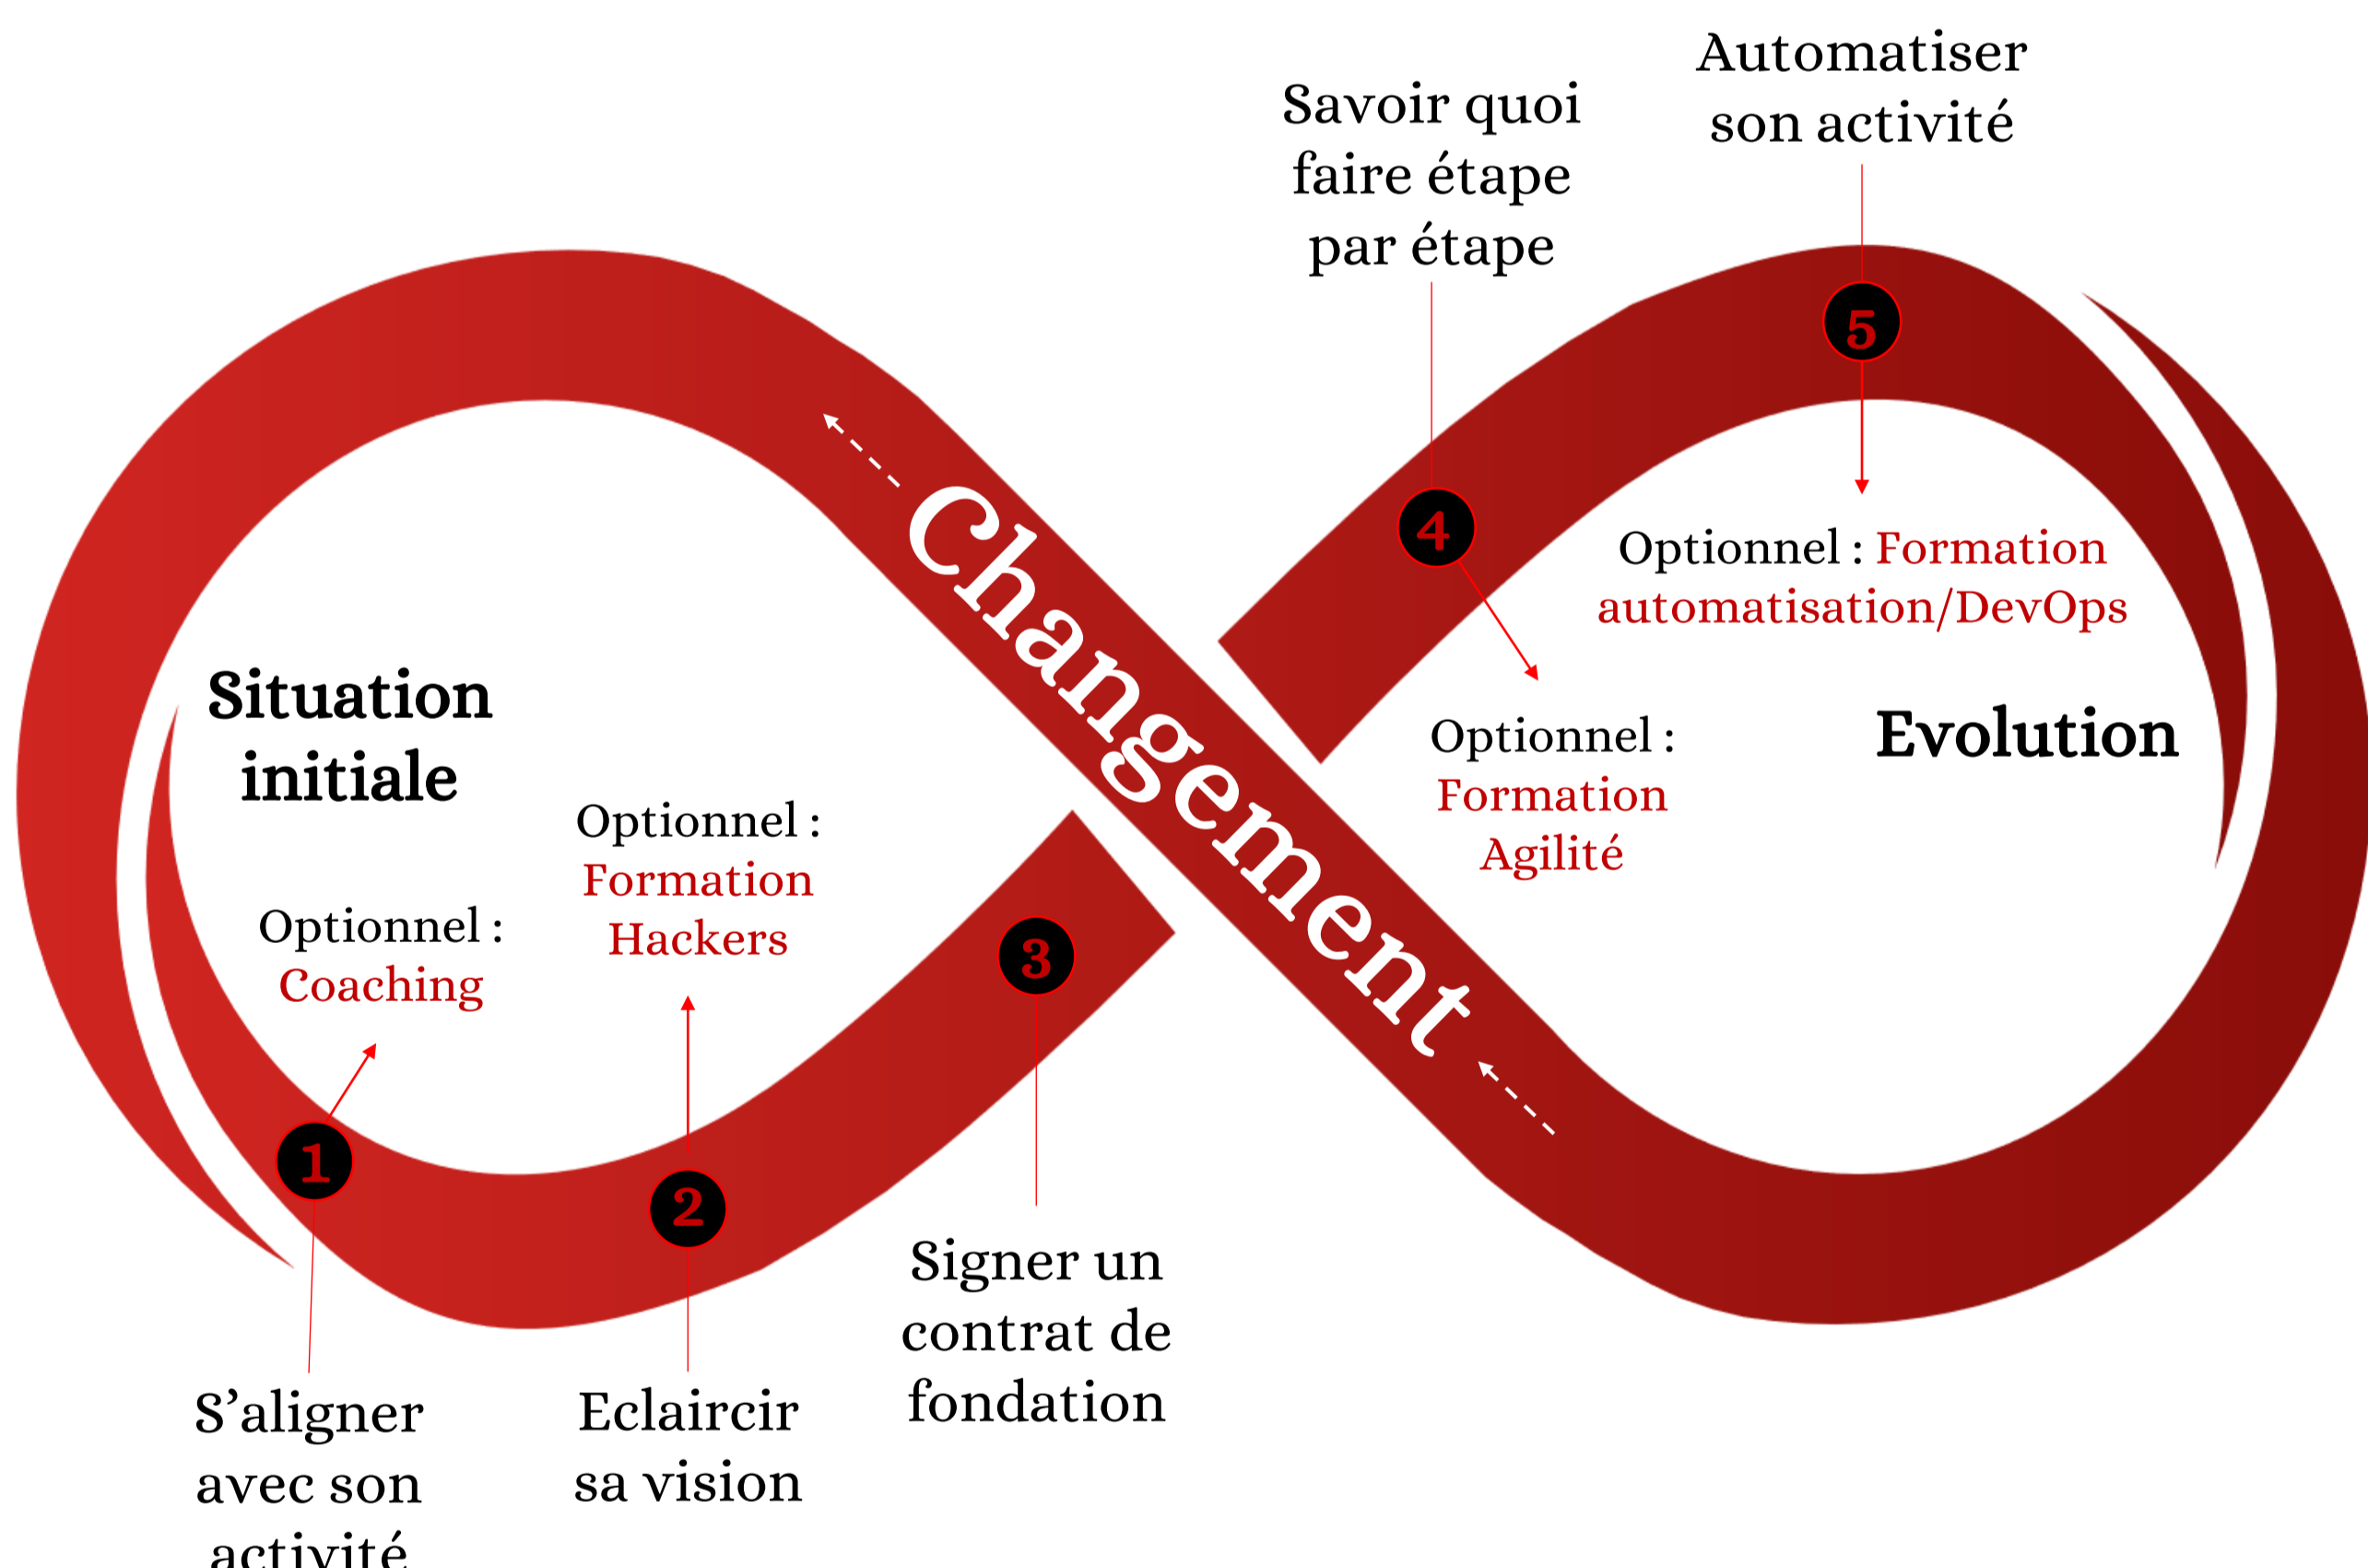 Automatiser
son activité
Savoir quoi
faire étape
par étape
5
4
Optionnel : Formation
automatisation/DevOps
Changement
Situation
initiale
Evolution
Optionnel :
Formation
Agilité
Optionnel :
Formation
Hackers
Optionnel :
Coaching
3
1
2
Signer un
contrat de
fondation
S’aligner
avec son
activité
Eclaircir
sa vision